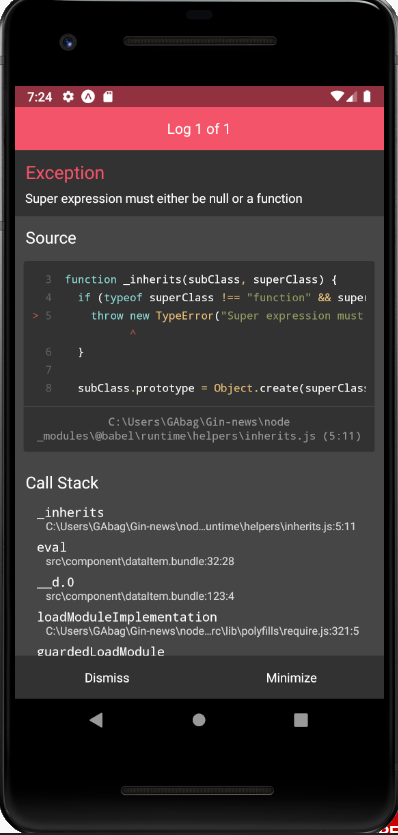 7:24
Log 1 of 1
Exception
Super expression must either be null or a function
Source
3 function _inherits(subClass, superClass) {
4 if (typeof superClass !== "function" && super
> 5 throw new TypeError("Super expression must
^
6 }
7
8 subClass.prototype = Object.create(superClass
C:\Users\GAbag\Gin-news\node
_modules\@babel\runtime\helpers\inherits.js (5:11)
Call Stack
_inherits
C:\Users\GAbag\Gin-news\nod...untime\helpers\inherits.js:5:11
eval
src\component\dataItem.bundle:32:28
__d.0
src\component\dataItem.bundle:123:4
loadModuleImplementation
C:\Users\GAbag\Gin-news\node...rc\lib\polyfills\require.js:321:5
guardedLoadModule
Dismiss Minimize